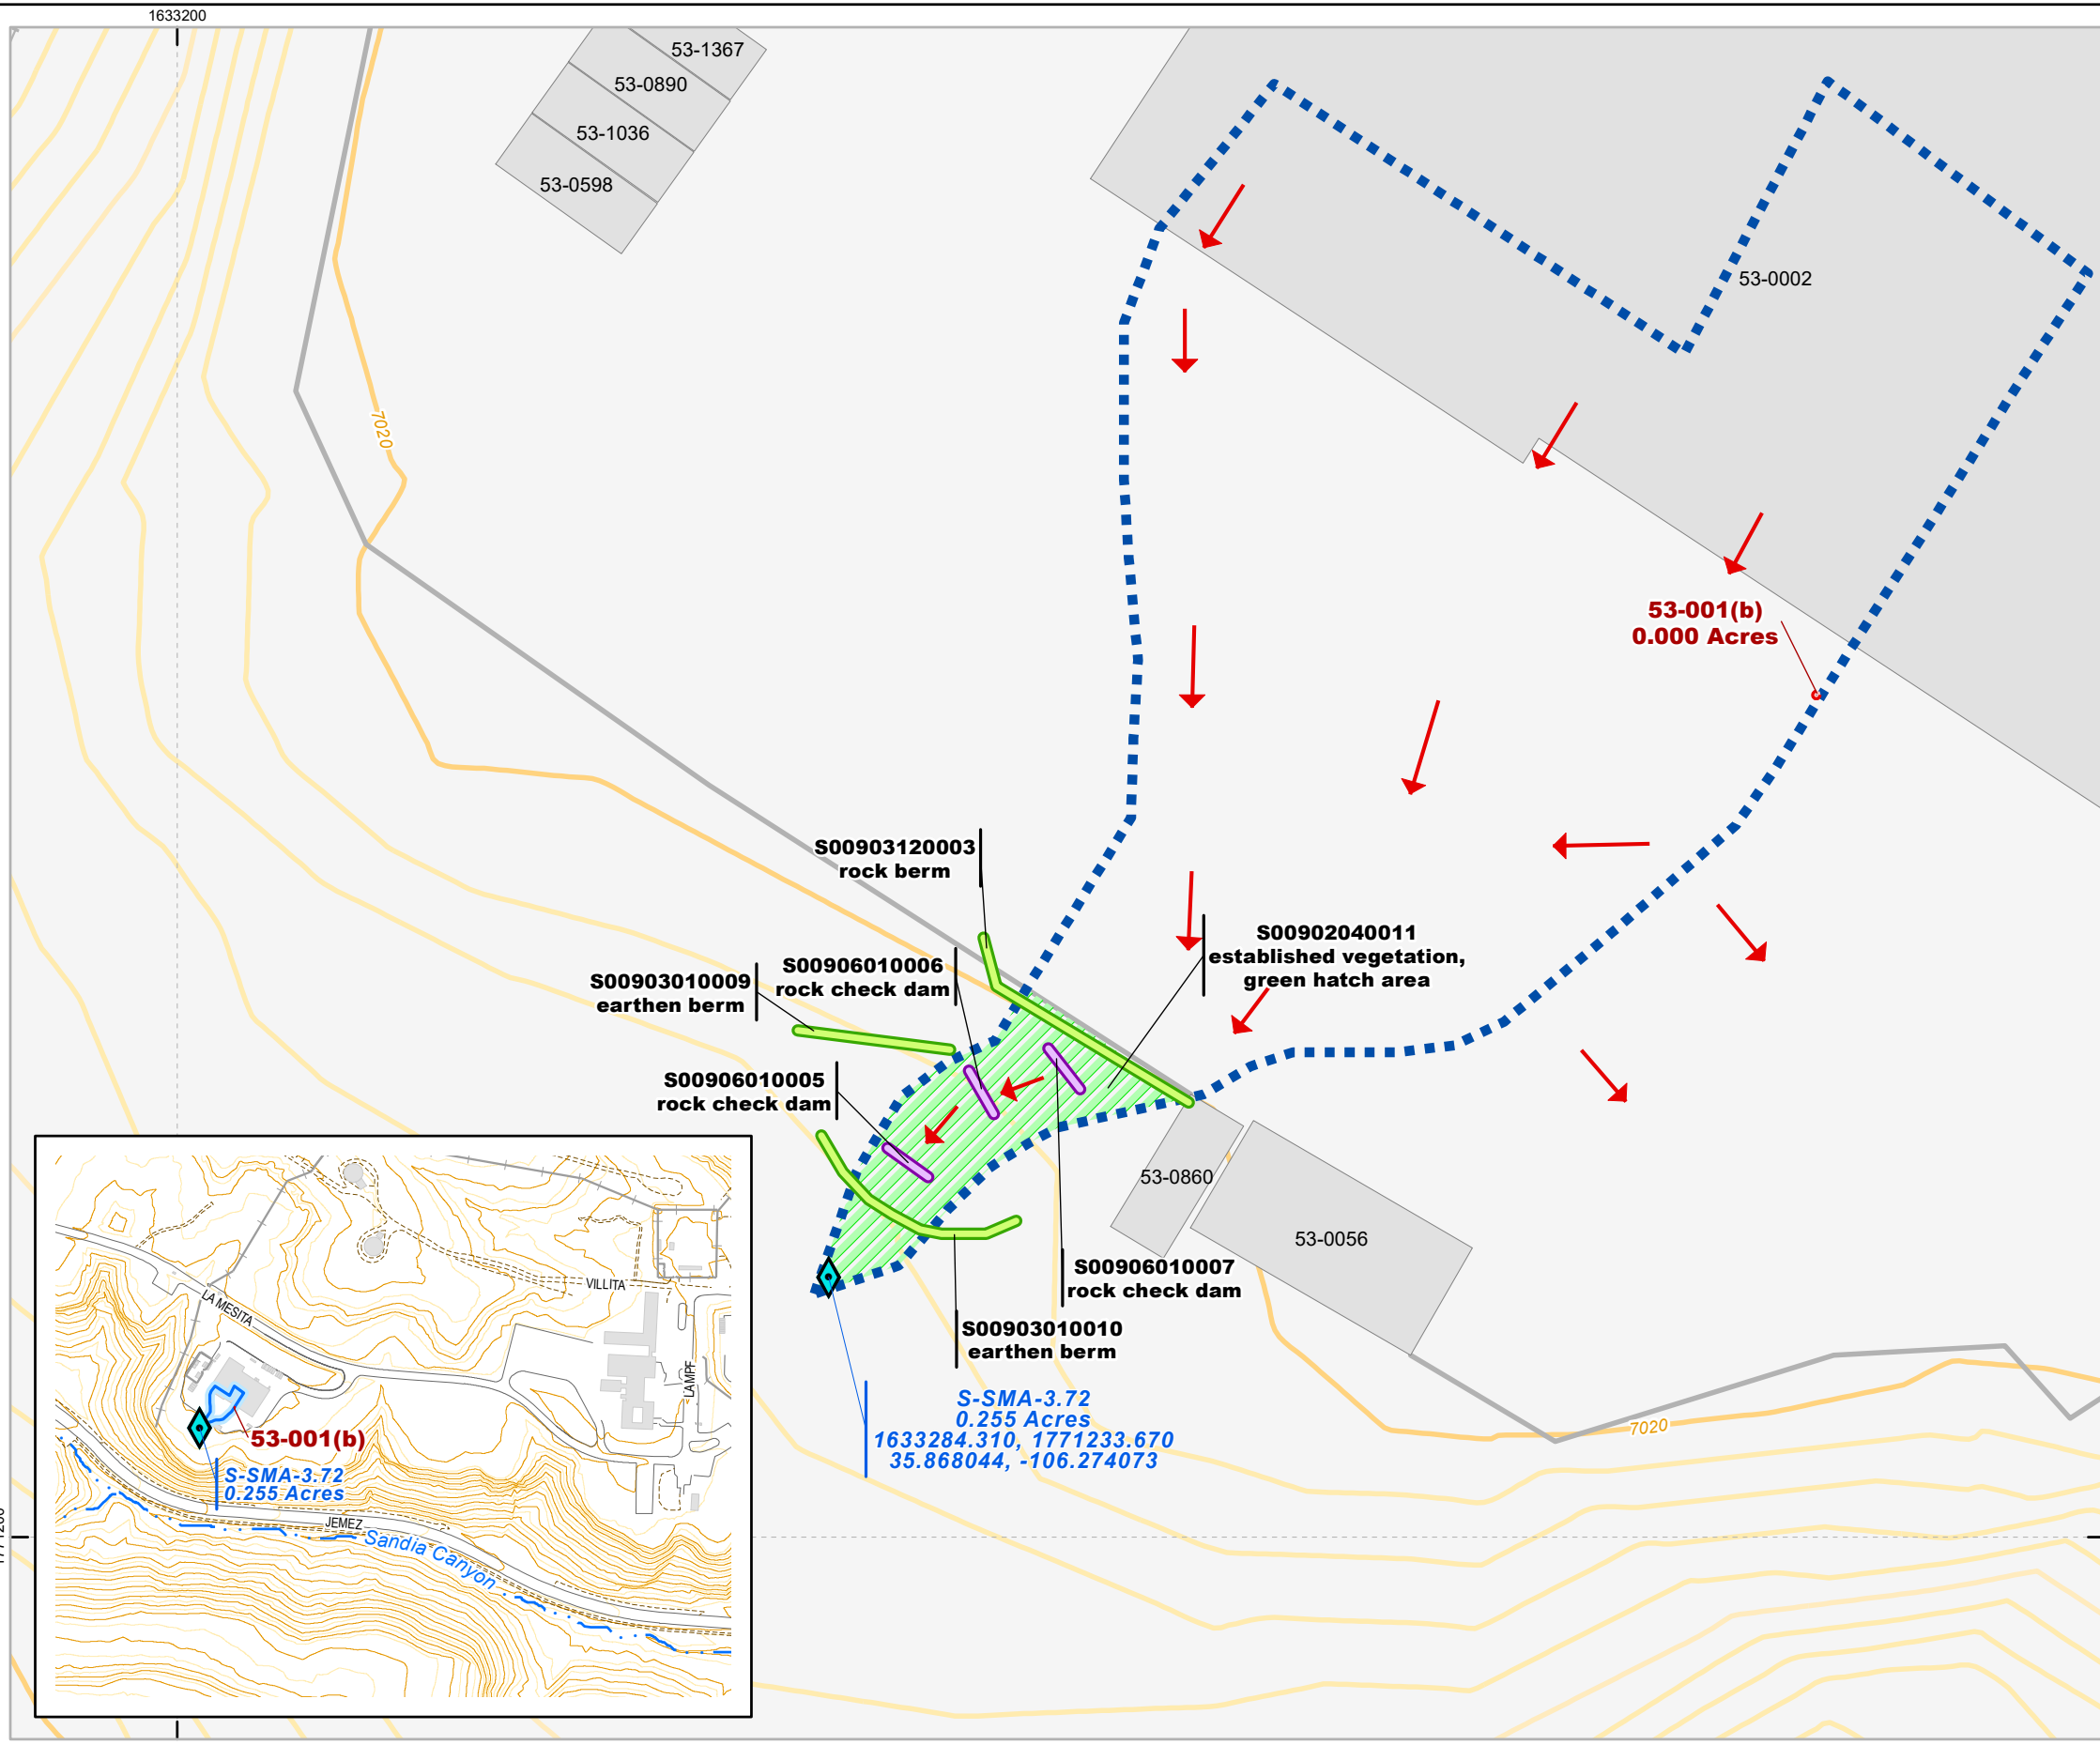 1633200
53-1367
53-0890
53-1036
53-0598
53-0002
7020
53-001(b)
0.000 Acres
S00903120003
rock berm
S00902040011
established vegetation,
green hatch area
S00906010006
rock check dam
S00903010009
earthen berm
S00906010005
rock check dam
53-0860
53-0056
S00906010007
rock check dam
S00903010010
earthen berm
S-SMA-3.72
0.255 Acres
1633284.310, 1771233.670
35.868044, -106.274073
7020
VILLITA
LA MESITA
LAMPF
53-001(b)
S-SMA-3.72
0.255 Acres
JEMEZ
Sandia Canyon